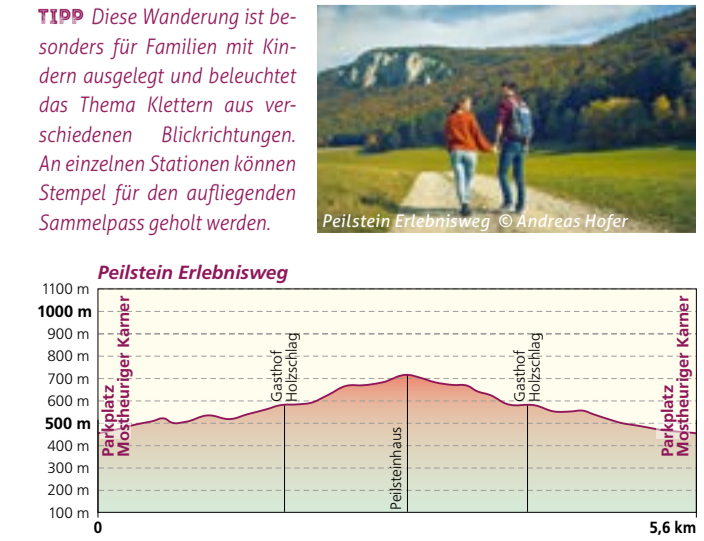 TIPP Diese Wanderung ist be-
sonders für Familien mit Kin-
dern ausgelegt und beleuchtet
das Thema Klettern aus ver-
schiedenen Blickrichtungen.
An einzelnen Stationen können
Stempel für den aufliegenden
Sammelpass geholt werden.
Peilstein Erlebnisweg © Andreas Hofer
Peilstein Erlebnisweg
1100 m
1000 m
900 m
800 m
700 m
600 m
500 m
400 m
300 m
200 m
100 m
Parkplatz
Mostheuriger Karner
Gasthof
Holzschlag
Peilsteinhaus
Gasthof
Holzschlag
Parkplatz
Mostheuriger Karner
0
5,6 km